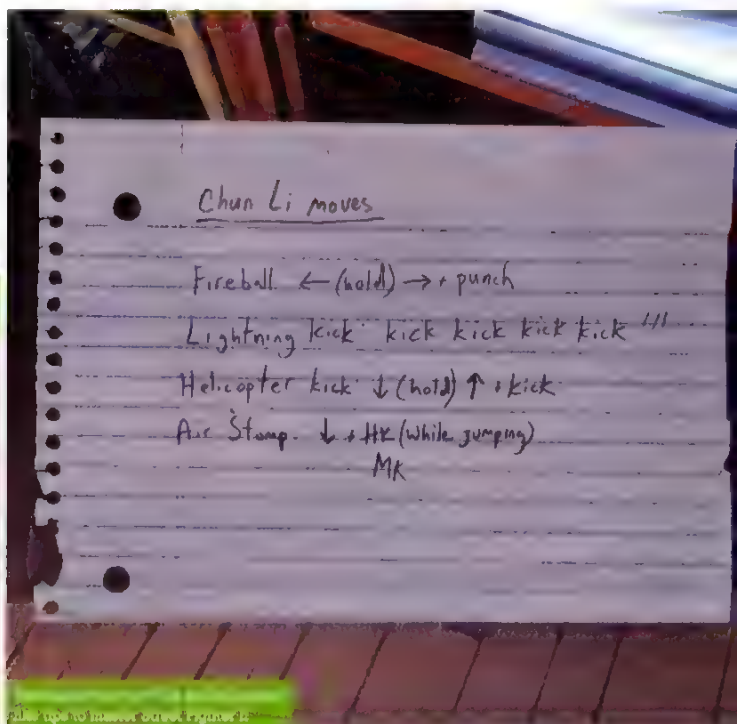 Chun Li moves
Fireball ← (hold) → + punch
Lightning kick kick kick kick kick !!!
Helicopter kick ↓ (hold) ↑ + kick
Air Stomp ↓ + HK (while jumping)
MK